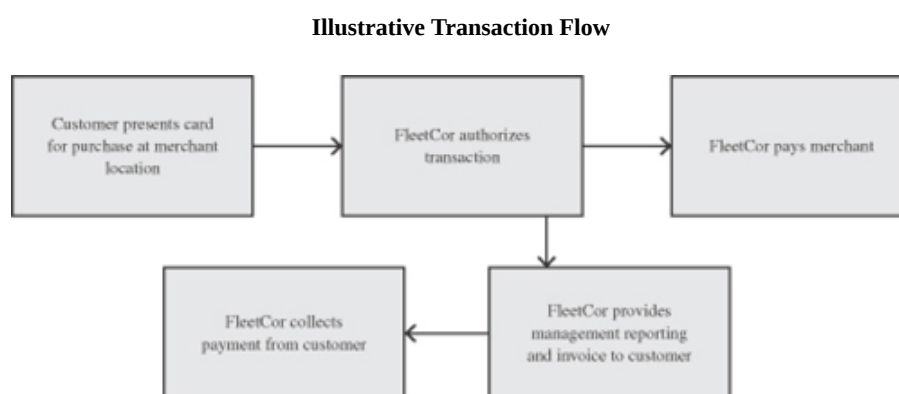 Illustrative Transaction Flow
Customer presents card
for purchase at merchant
location
FleetCor authorizes
transaction
FleetCor pays merchant
FleetCor collects
payment from customer
FleetCor provides
management reporting
and invoice to customer